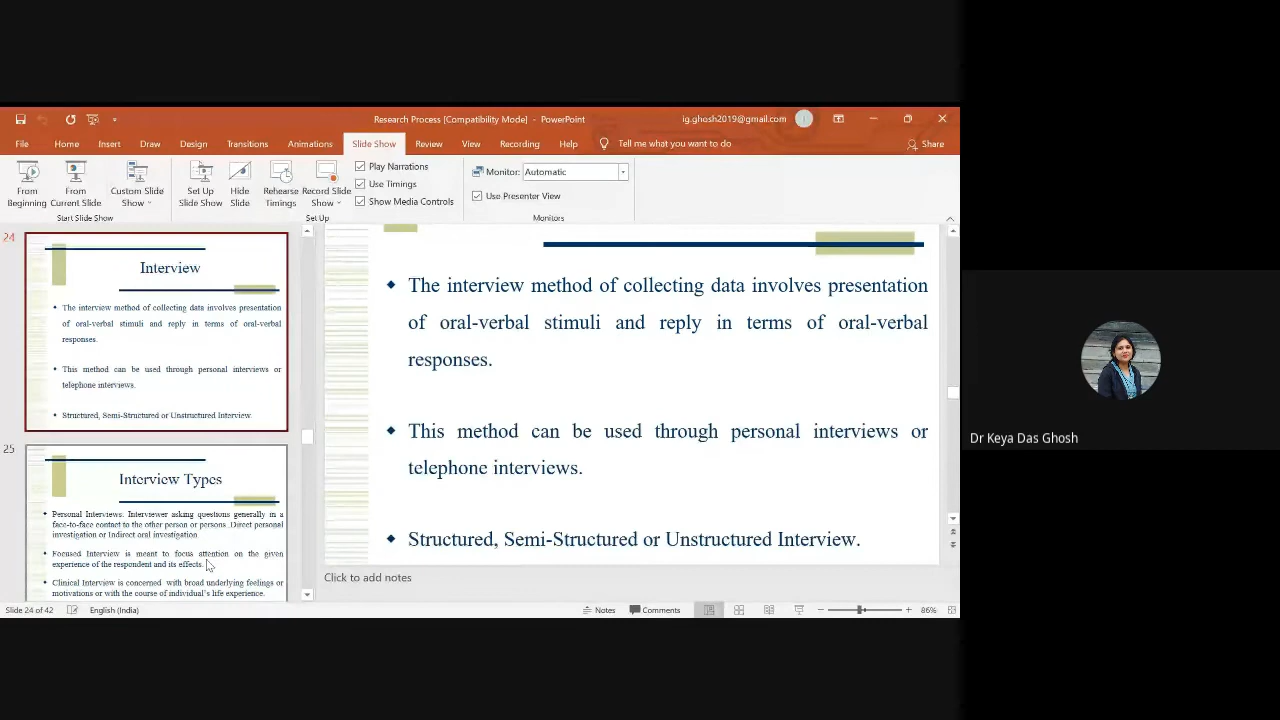 Research Process [Compatibility Mode] - PowerPoint
ig.ghosh2019@gmail.com
File Home Insert Draw Design Transitions Animations Slide Show Review View Recording Help Tell me what you want to do Share
From Beginning
From Current Slide
Custom Slide Show
Start Slide Show
Set Up Slide Show
Hide Slide
Rehearse Timings
Record Slide Show
Play Narrations
Use Timings
Show Media Controls
Set Up
Monitor: Automatic
Use Presenter View
Monitors
24
Interview
The interview method of collecting data involves presentation
of oral-verbal stimuli and reply in terms of oral-verbal
responses.
This method can be used through personal interviews or
telephone interviews.
Structured, Semi-Structured or Unstructured Interview.
25
Interview Types
Personal Interviews: Interviewer asking questions generally in a
face-to-face contact to the other person or persons. Direct personal
investigation or Indirect oral investigation
Focused Interview is meant to focus attention on the given
experience of the respondent and its effects.
Clinical Interview is concerned with broad underlying feelings or
motivations or with the course of individual's life experience.
The interview method of collecting data involves presentation
of oral-verbal stimuli and reply in terms of oral-verbal
responses.
This method can be used through personal interviews or
telephone interviews.
Structured, Semi-Structured or Unstructured Interview.
Click to add notes
Slide 24 of 42 English (India) Notes Comments 86%
Dr Keya Das Ghosh